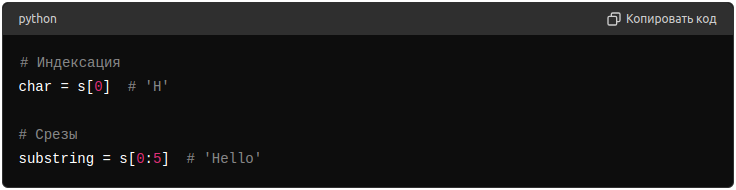 python
Копировать код
# Индексация
char = s[0]  # 'H'
# Срезы
substring = s[0:5]  # 'Hello'